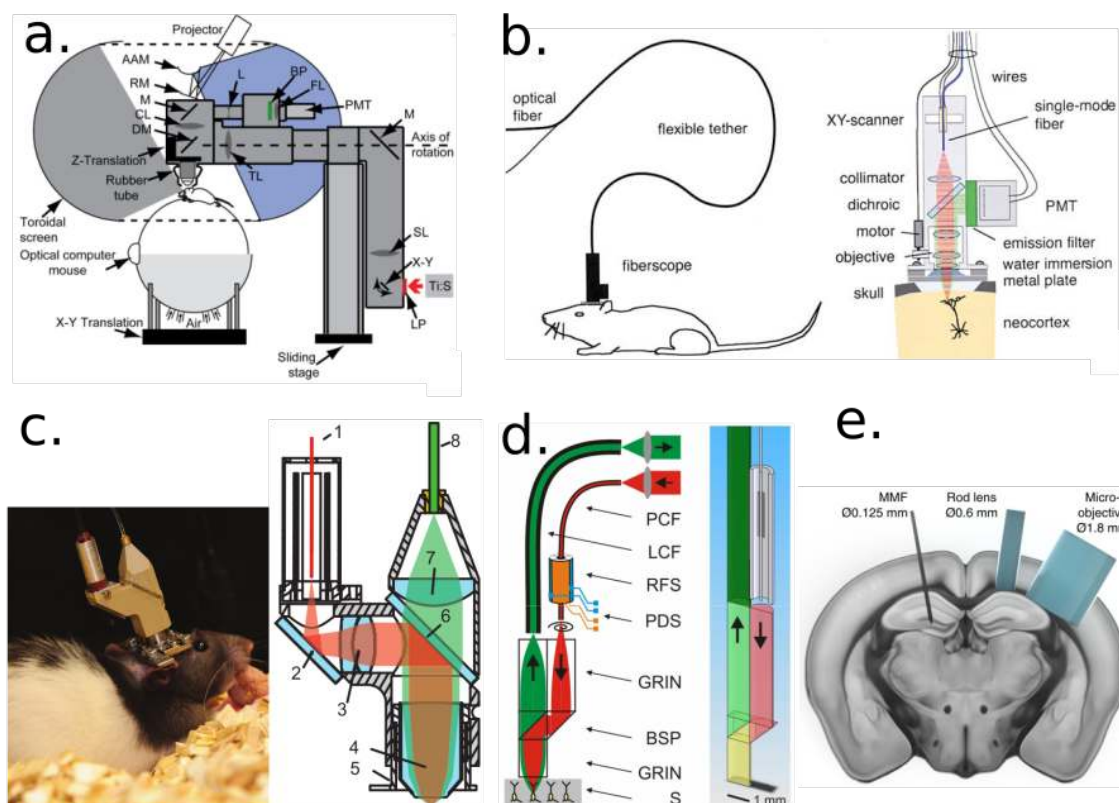 a.
Projector
AAM
RM
M
CL
DM
Z-Translation
Rubber
tube
Toroidal
screen
Optical computer
mouse
X-Y Translation
Air
L
BP
FL
PMT
M
Axis of
rotation
TL
SL
X-Y
Ti:S
LP
Sliding
stage
b.
optical
fiber
flexible tether
fiberscope
wires
XY-scanner
single-mode
fiber
collimator
dichroic
PMT
motor
emission filter
objective
water immersion
metal plate
skull
neocortex
c.
1
8
7
6
2
3
4
5
d.
PCF
LCF
RFS
PDS
GRIN
BSP
GRIN
S
1 mm
e.
MMF
Ø0.125 mm
Rod lens
Ø0.6 mm
Micro-
objective
Ø1.8 m